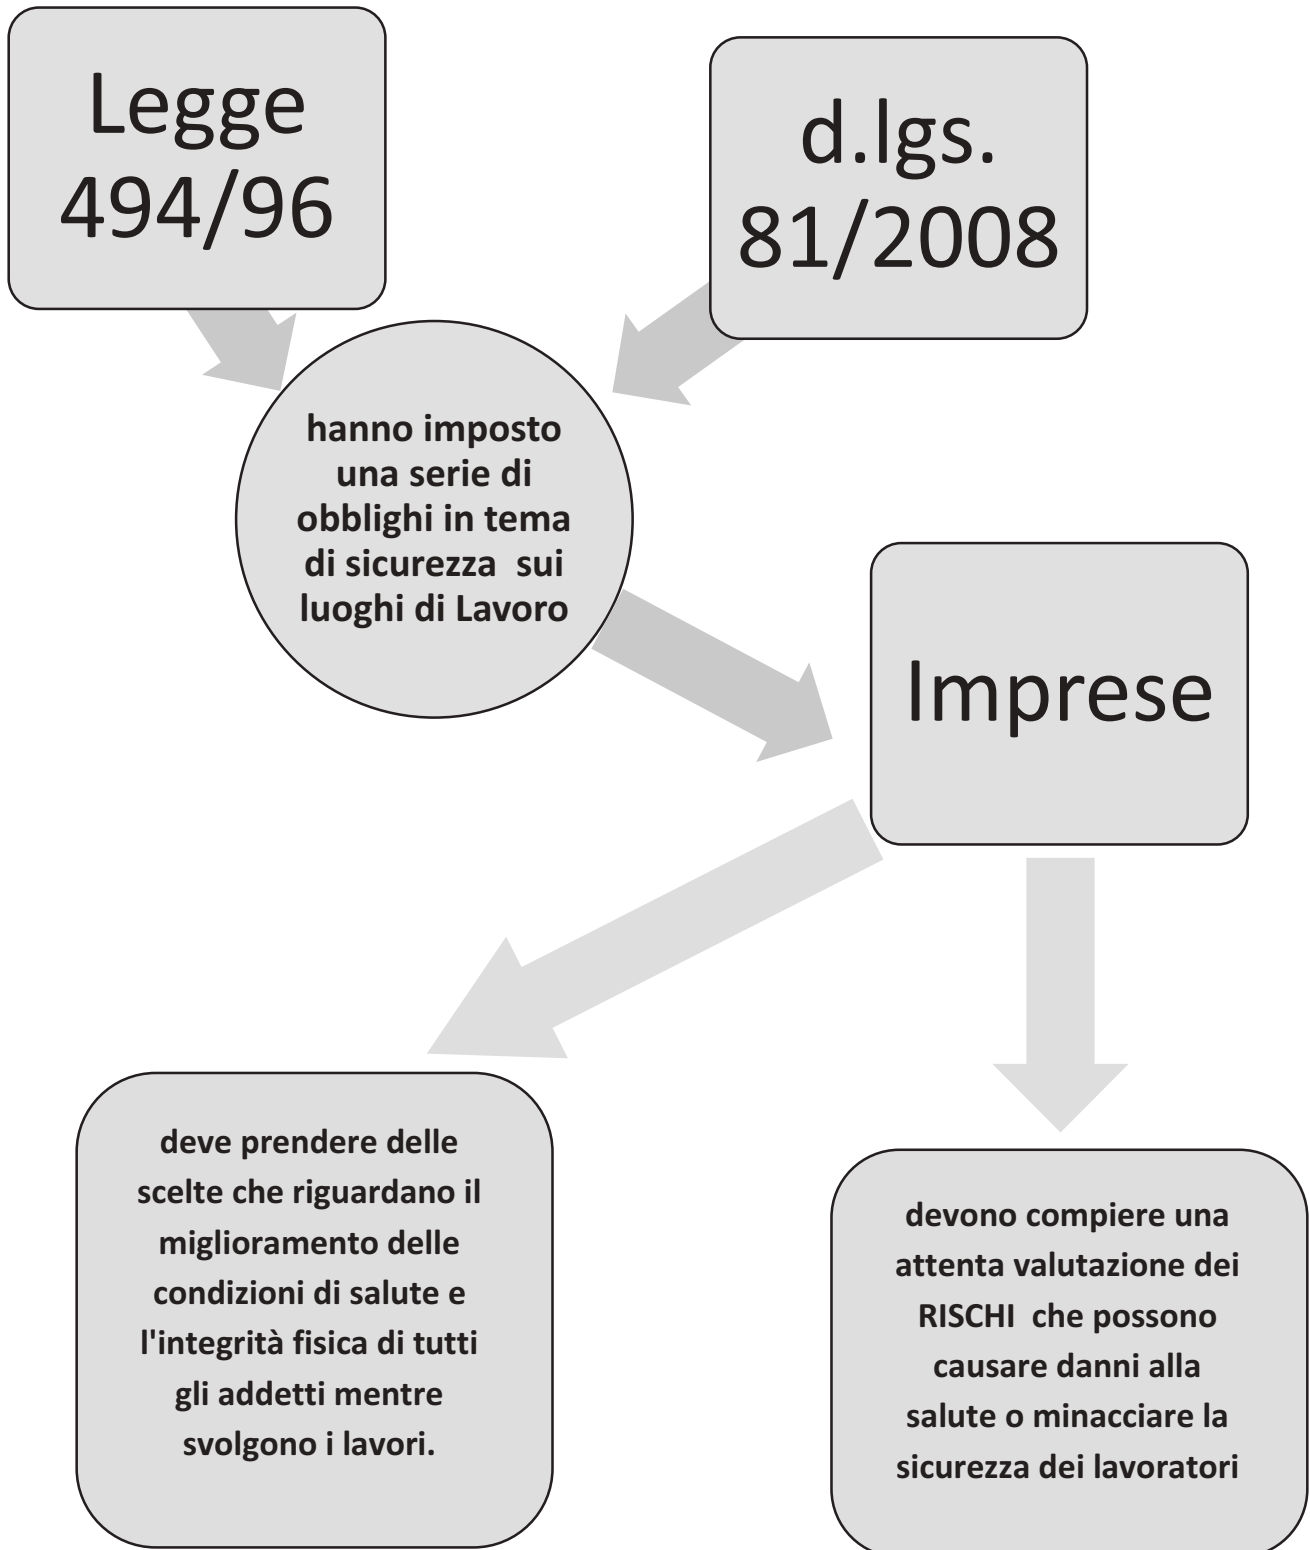 Legge
494/96
d.lgs.
81/2008
hanno imposto
una serie di
obblighi in tema
di sicurezza  sui
luoghi di Lavoro
Imprese
deve prendere delle
scelte che riguardano il
miglioramento delle
condizioni di salute e
l'integrità fisica di tutti
gli addetti mentre
svolgono i lavori.
devono compiere una
attenta valutazione dei
RISCHI  che possono
causare danni alla
salute o minacciare la
sicurezza dei lavoratori